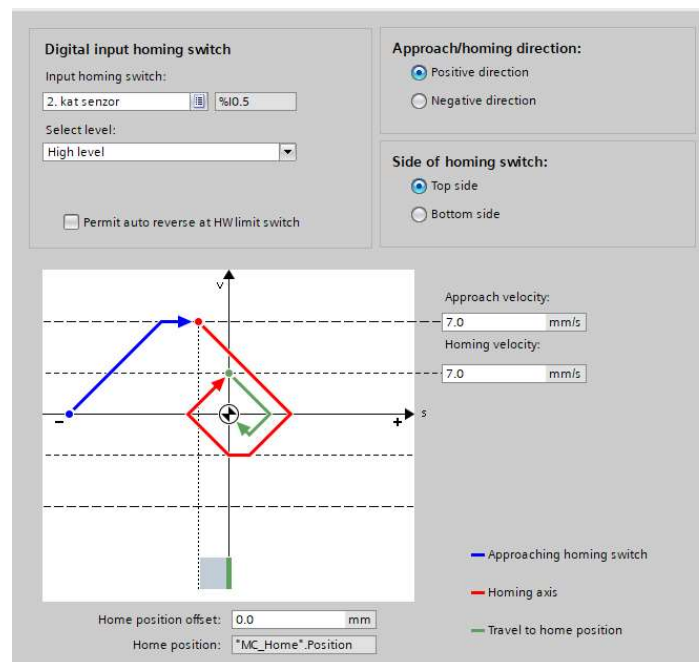 Digital input homing switch
Input homing switch:
2. kat senzor %I0.5
Select level:
High level
Permit auto reverse at HW limit switch
Approach/homing direction:
Positive direction
Negative direction
Side of homing switch:
Top side
Bottom side
v
Approach velocity:
7.0 mm/s
Homing velocity:
7.0 mm/s
- + s
Approaching homing switch
Homing axis
Travel to home position
Home position offset: 0.0 mm
Home position: "MC_Home".Position